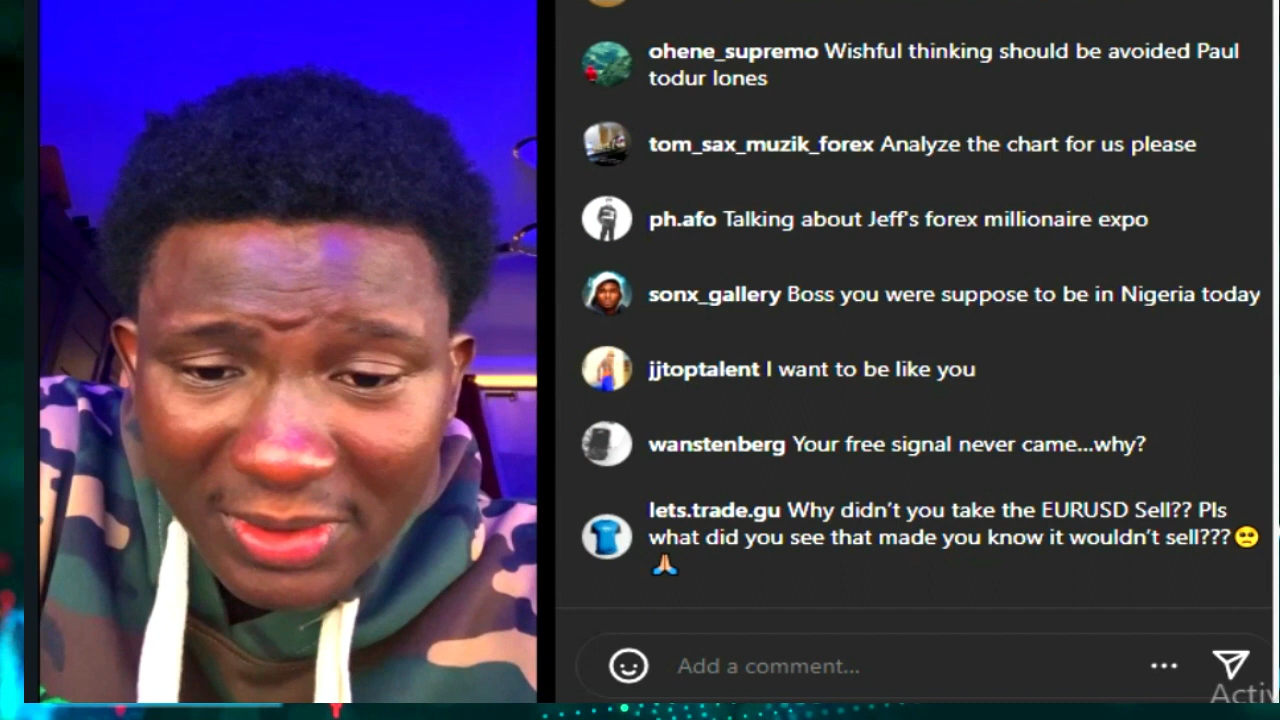 ohene_supremo Wishful thinking should be avoided Paul
todur lones
tom_sax_muzik_forex Analyze the chart for us please
ph.afo Talking about Jeff's forex millionaire expo
sonx_gallery Boss you were suppose to be in Nigeria today
jjtoptalent I want to be like you
wanstenberg Your free signal never came...why?
lets.trade.gu Why didn't you take the EURUSD Sell?? Pls
what did you see that made you know it wouldn't sell???🥺
🙏
Add a comment...
Activ